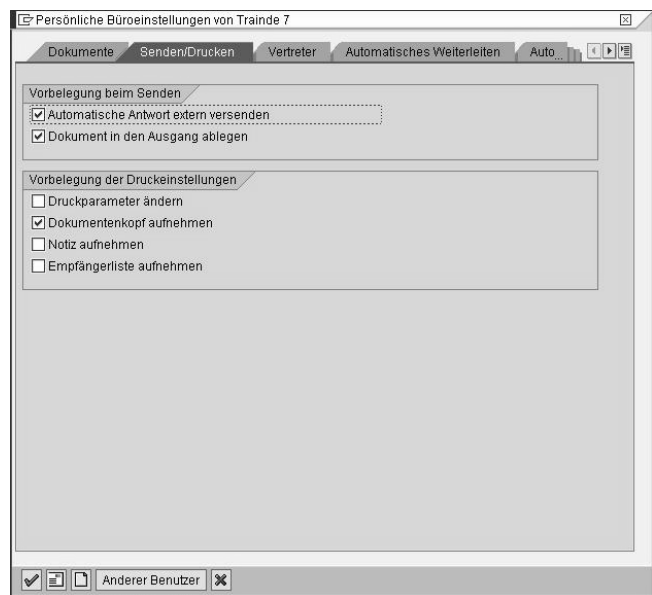 Persönliche Büroeinstellungen von Trainde 7
Dokumente Senden/Drucken Vertreter Automatisches Weiterleiten Auto...
Vorbelegung beim Senden
Automatische Antwort extern versenden
Dokument in den Ausgang ablegen
Vorbelegung der Druckeinstellungen
Druckparameter ändern
Dokumentenkopf aufnehmen
Notiz aufnehmen
Empfängerliste aufnehmen
Anderer Benutzer